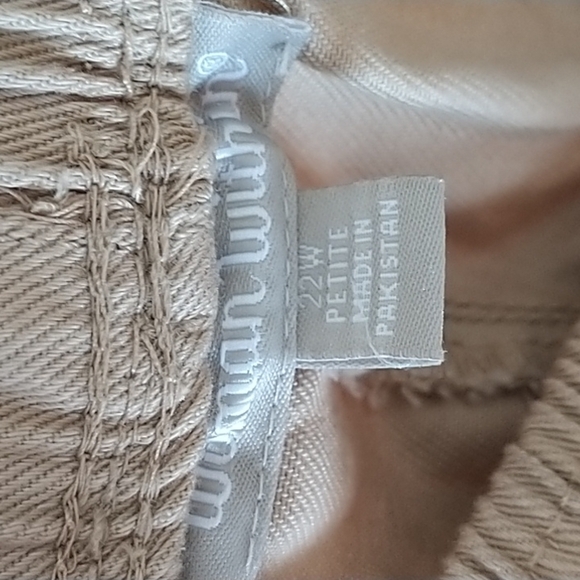 woman within®
22W
PETITE
MADE IN
PAKISTAN